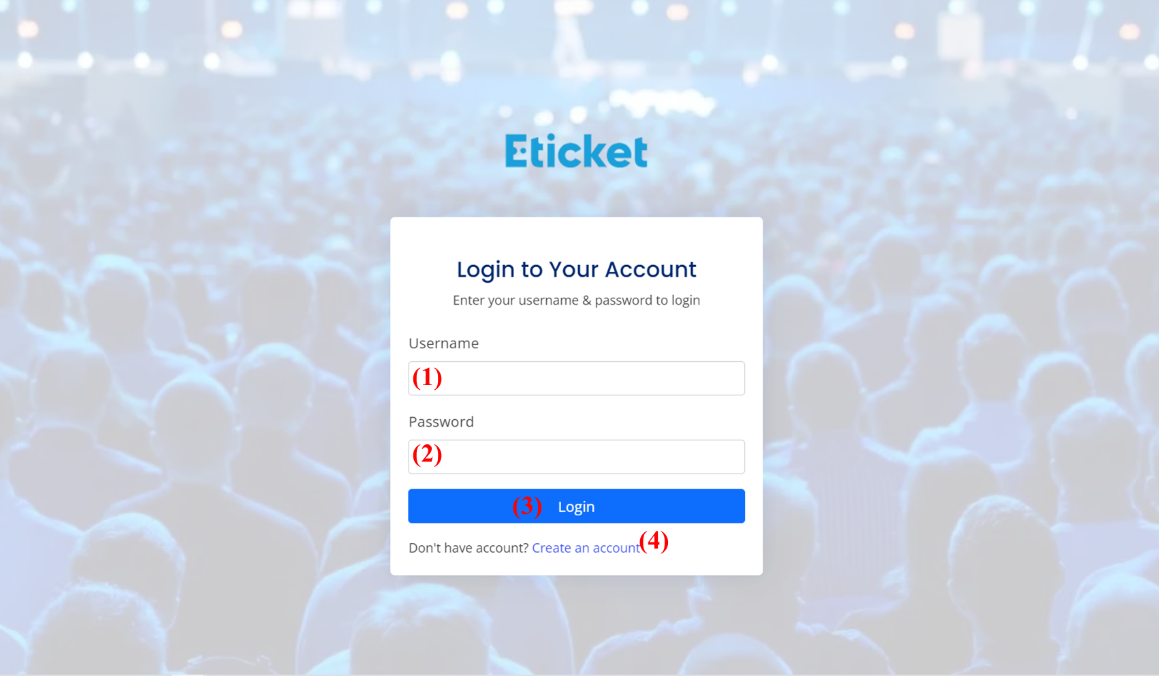 Eticket
Login to Your Account
Enter your username & password to login
Username
(1)
Password
(2)
(3) Login
Don't have account? Create an account(4)